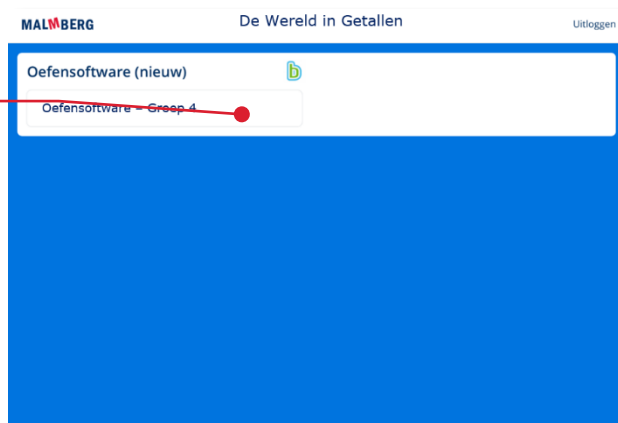 MALMBERG
De Wereld in Getallen
Uitloggen
Oefensoftware (nieuw)
b
Oefensoftware – Groep 4